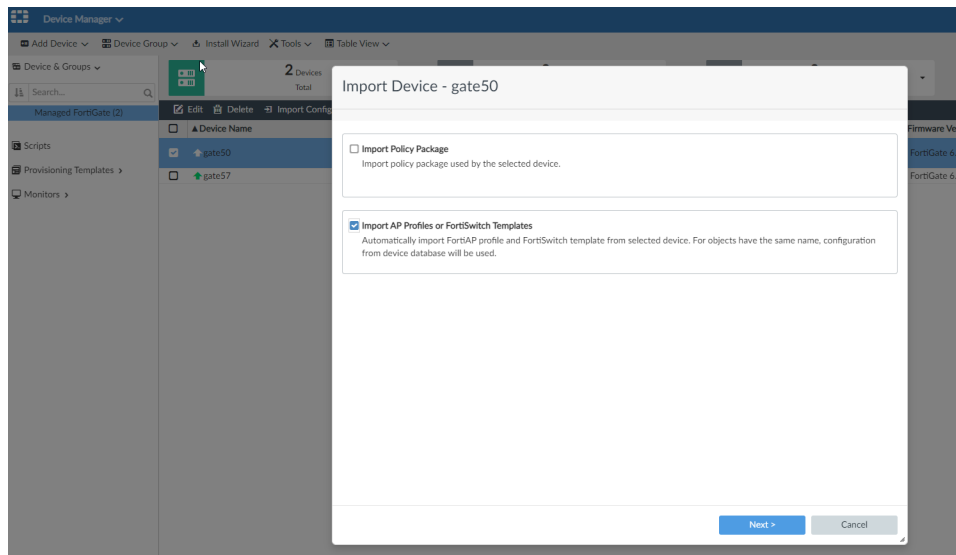 Device Manager
Add Device Device Group Install Wizard Tools Table View
Device & Groups
Search...
Managed FortiGate (2)
Scripts
Provisioning Templates
Monitors
2 Devices
Total
Edit Delete Import Config
Device Name
gate50
gate57
Import Device - gate50
Import Policy Package
Import policy package used by the selected device.
Import AP Profiles or FortiSwitch Templates
Automatically import FortiAP profile and FortiSwitch template from selected device. For objects have the same name, configuration
from device database will be used.
Next >
Cancel
Firmware Ve
FortiGate 6.
FortiGate 6.